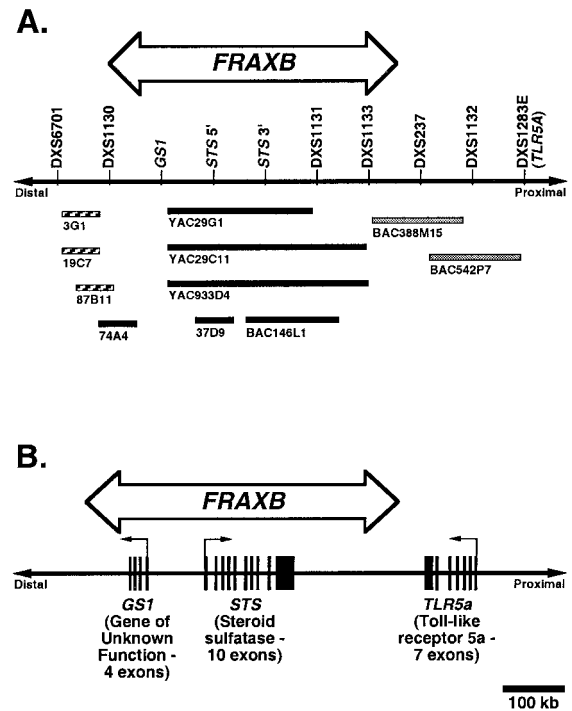 A.
FRAXB
DXS6701
DXS1130
GS1
STS 5'
STS 3'
DXS1131
DXS1133
DXS237
DXS1132
DXS1283E
(TLR5A)
Distal
Proximal
3G1
YAC29G1
BAC388M15
19C7
YAC29C11
BAC542P7
87B11
YAC933D4
74A4
37D9
BAC146L1
B.
FRAXB
Distal
Proximal
GS1
(Gene of
Unknown
Function -
4 exons)
STS
(Steroid
sulfatase -
10 exons)
TLR5a
(Toll-like
receptor 5a -
7 exons)
100 kb